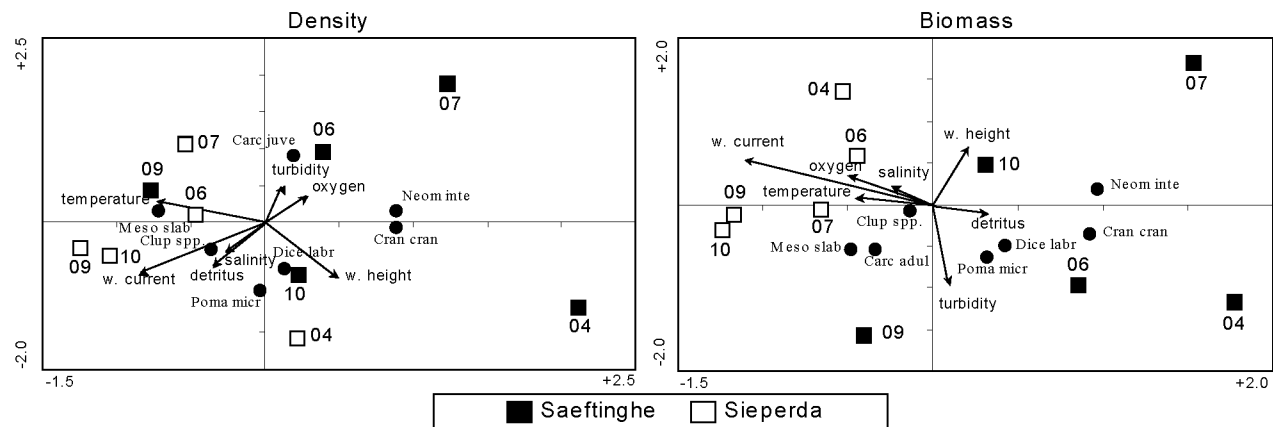 Density
+2.5
07
Carc juve
06
07
turbidity
oxygen
09
temperature
06
Neom inte
Meso slab
Clup spp.
Cran cran
salinity
Dice labr
09
10
w. current
detritus
w. height
Poma micr
10
04
04
-2.0
-1.5
+2.5
Biomass
+2.0
07
04
w. current
06
w. height
oxygen
10
salinity
temperature
Neom inte
09
detritus
07
Clup spp.
10
Cran cran
Meso slab
Carc adul
Dice labr
Poma micr
06
turbidity
04
09
-2.0
-1.5
+2.0
Saeftinghe
Sieperda